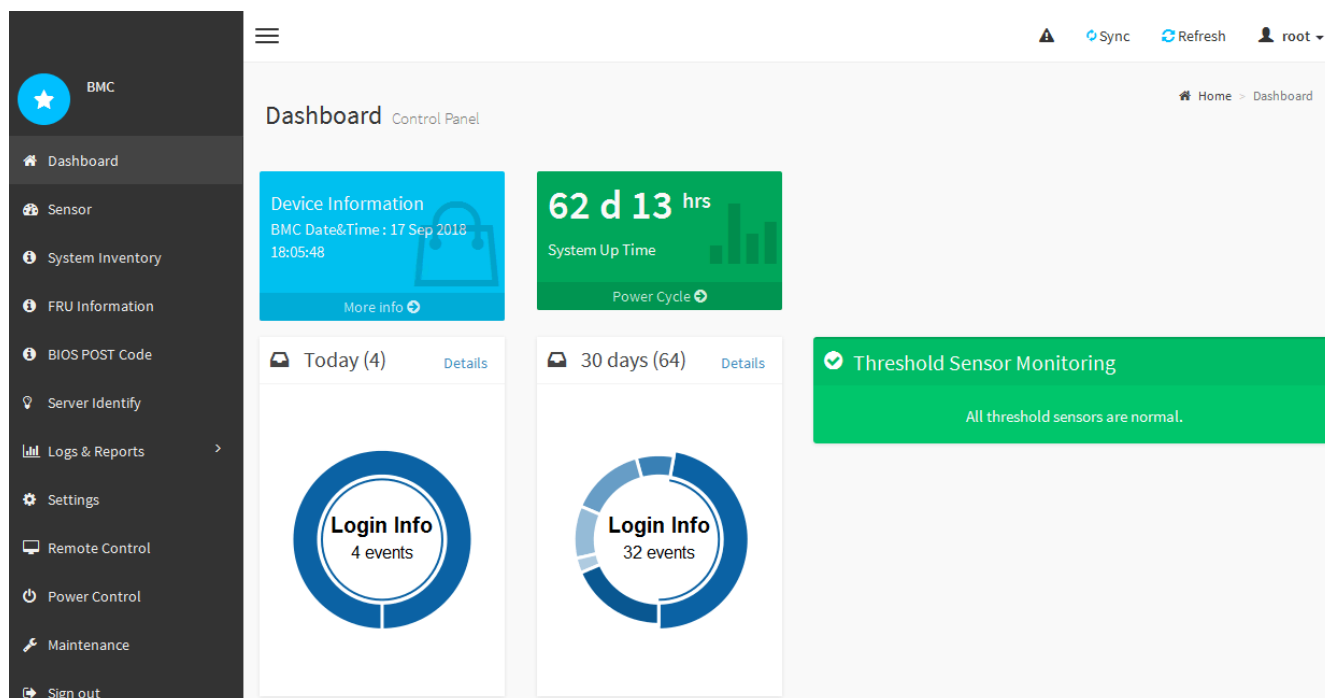 Sync
Refresh
root
BMC
Home > Dashboard
Dashboard Control Panel
Dashboard
Sensor
System Inventory
FRU Information
BIOS POST Code
Server Identify
Logs & Reports
Settings
Remote Control
Power Control
Maintenance
Sign out
Device Information
BMC Date&Time : 17 Sep 2018
18:05:48
More info
62 d 13 hrs
System Up Time
Power Cycle
Today (4) Details
Login Info
4 events
30 days (64) Details
Login Info
32 events
Threshold Sensor Monitoring
All threshold sensors are normal.